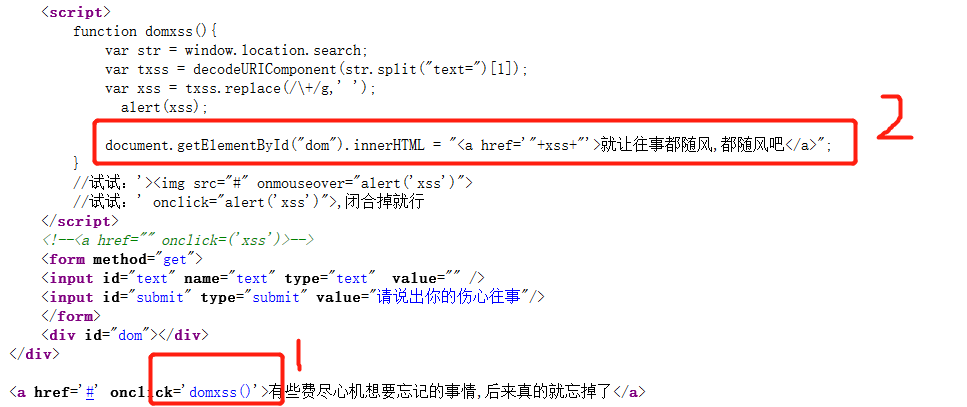 <script>
function domxss(){
var str = window.location.search;
var txss = decodeURIComponent(str.split("text=")[1]);
var xss = txss.replace(/\+/g,' ');
alert(xss);
2
document.getElementById("dom").innerHTML = "<a href='"+xss+"'>就让往事都随风,都随风吧</a>";
}
//试试：'><img src="#" onmouseover="alert('xss')">
//试试：' onclick="alert('xss')">,闭合掉就行
</script>
<!--<a href="" onclick=('xss')>-->
<form method="get">
<input id="text" name="text" type="text"  value="" />
<input id="submit" type="submit" value="请说出你的伤心往事"/>
</form>
<div id="dom"></div>
</div>
1
<a href='#' onclick='domxss()'>有些费尽心机想要忘记的事情,后来真的就忘掉了</a>